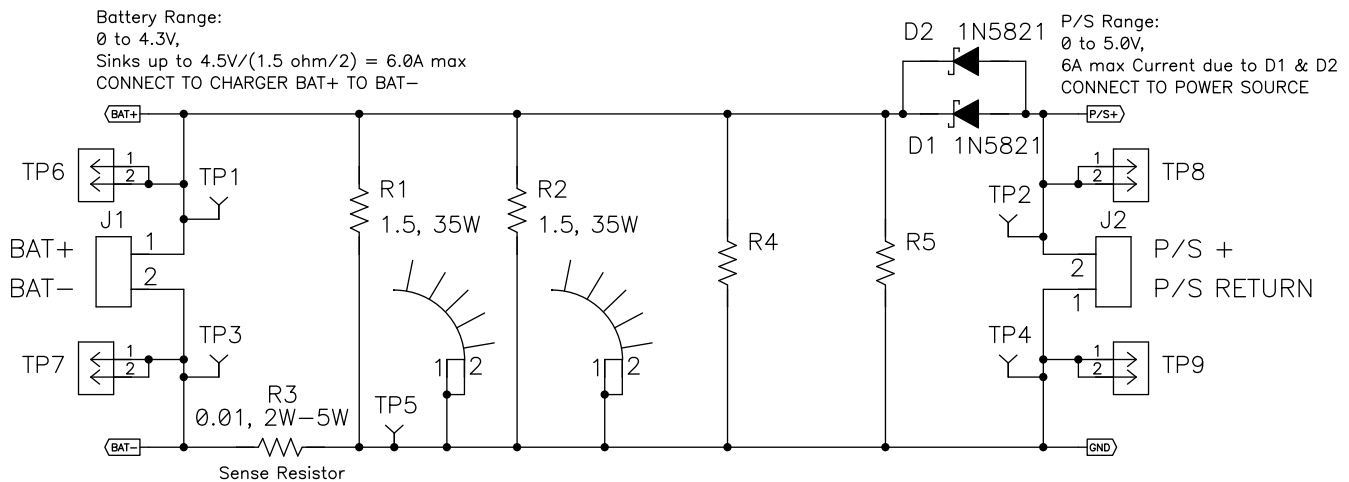 Battery Range:
0 to 4.3V,
Sinks up to 4.5V/(1.5 ohm/2) = 6.0A max
CONNECT TO CHARGER BAT+ TO BAT-
D2 1N5821
P/S Range:
0 to 5.0V,
6A max Current due to D1 & D2
CONNECT TO POWER SOURCE
BAT+
P/S+
D1 1N5821
TP6
1
2
TP1
R1
1.5, 35W
R2
1.5, 35W
1
2
TP8
TP2
J1
BAT+
1
BAT-
2
R4
R5
J2
P/S +
2
P/S RETURN
1
TP3
TP7
1
2
1
2
1
2
TP4
1
2
TP9
R3
0.01, 2W-5W
TP5
BAT-
GND
Sense Resistor